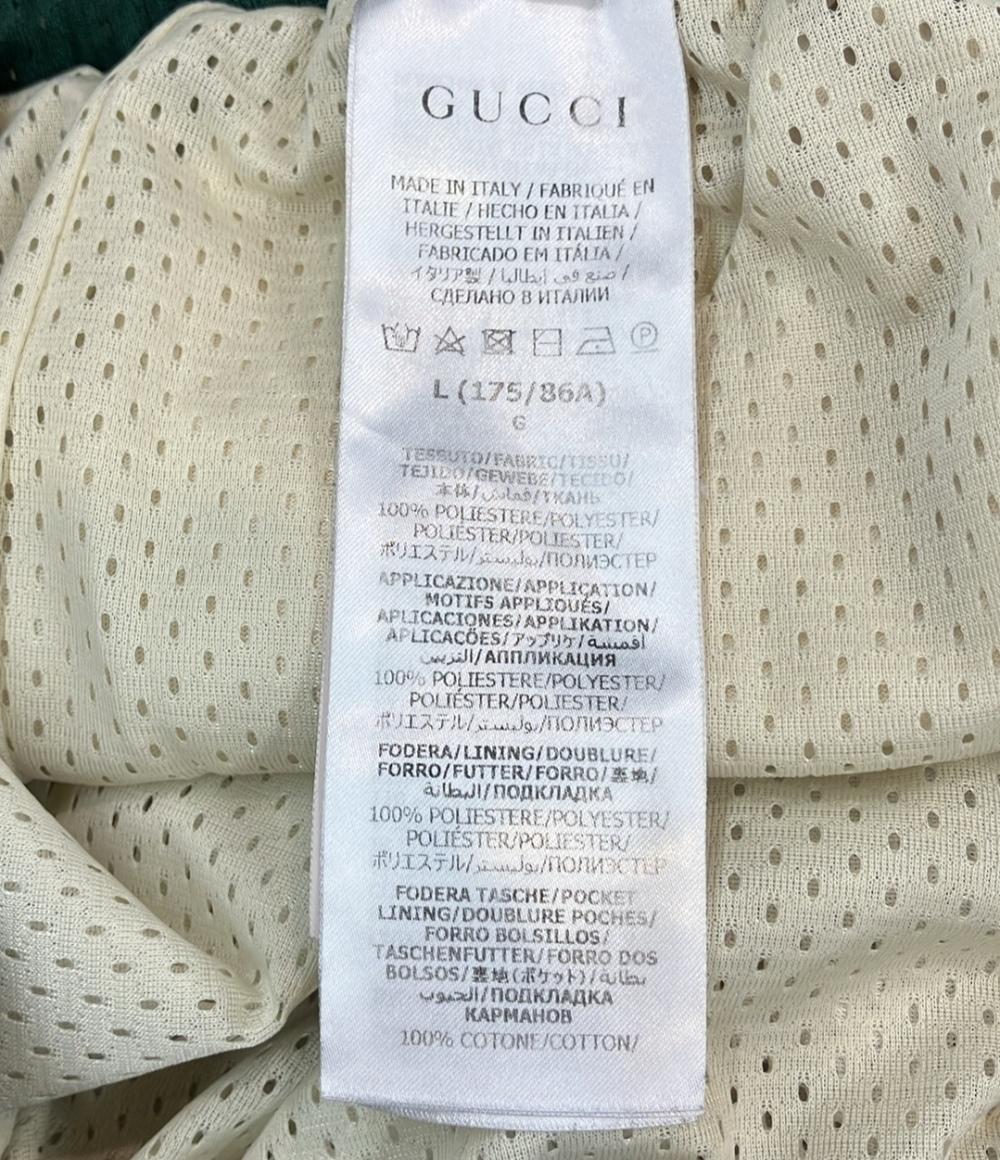 GUCCI
MADE IN ITALY / FABRIQUÉ EN
ITALIE / HECHO EN ITALIA /
HERGESTELLT IN ITALIEN /
FABRICADO EM ITÁLIA /
イタリア製 / صنع في إيطاليا /
СДЕЛАНО В ИТАЛИИ
P
L (175/86A)
G
TESSUTO/FABRIC/TISSU/
TEJIDO/GEWEBE/TECIDO/
本体/قماش/ТКАНЬ
100% POLIESTERE/POLYESTER/
POLIÉSTER/POLIESTER/
ポリエステル/بوليستر/ПОЛИЭСТЕР
APPLICAZIONE/APPLICATION/
MOTIFS APPLIQUÉS/
APLICACIONES/APPLIKATION/
APLICAÇÕES/アップリケ/أقمشة
التزيين/АППЛИКАЦИЯ
100% POLIESTERE/POLYESTER/
POLIÉSTER/POLIESTER/
ポリエステル/بوليستر/ПОЛИЭСТЕР
FODERA/LINING/DOUBLURE/
FORRO/FUTTER/FORRO/裏地/
البطانة/ПОДКЛАДКА
100% POLIESTERE/POLYESTER/
POLIÉSTER/POLIESTER/
ポリエステル/بوليستر/ПОЛИЭСТЕР
FODERA TASCHE/POCKET
LINING/DOUBLURE POCHES/
FORRO BOLSILLOS/
TASCHENFUTTER/FORRO DOS
BOLSOS/裏地(ポケット)/بطانة
الجيوب/ПОДКЛАДКА
КАРМАНОВ
100% COTONE/COTTON/